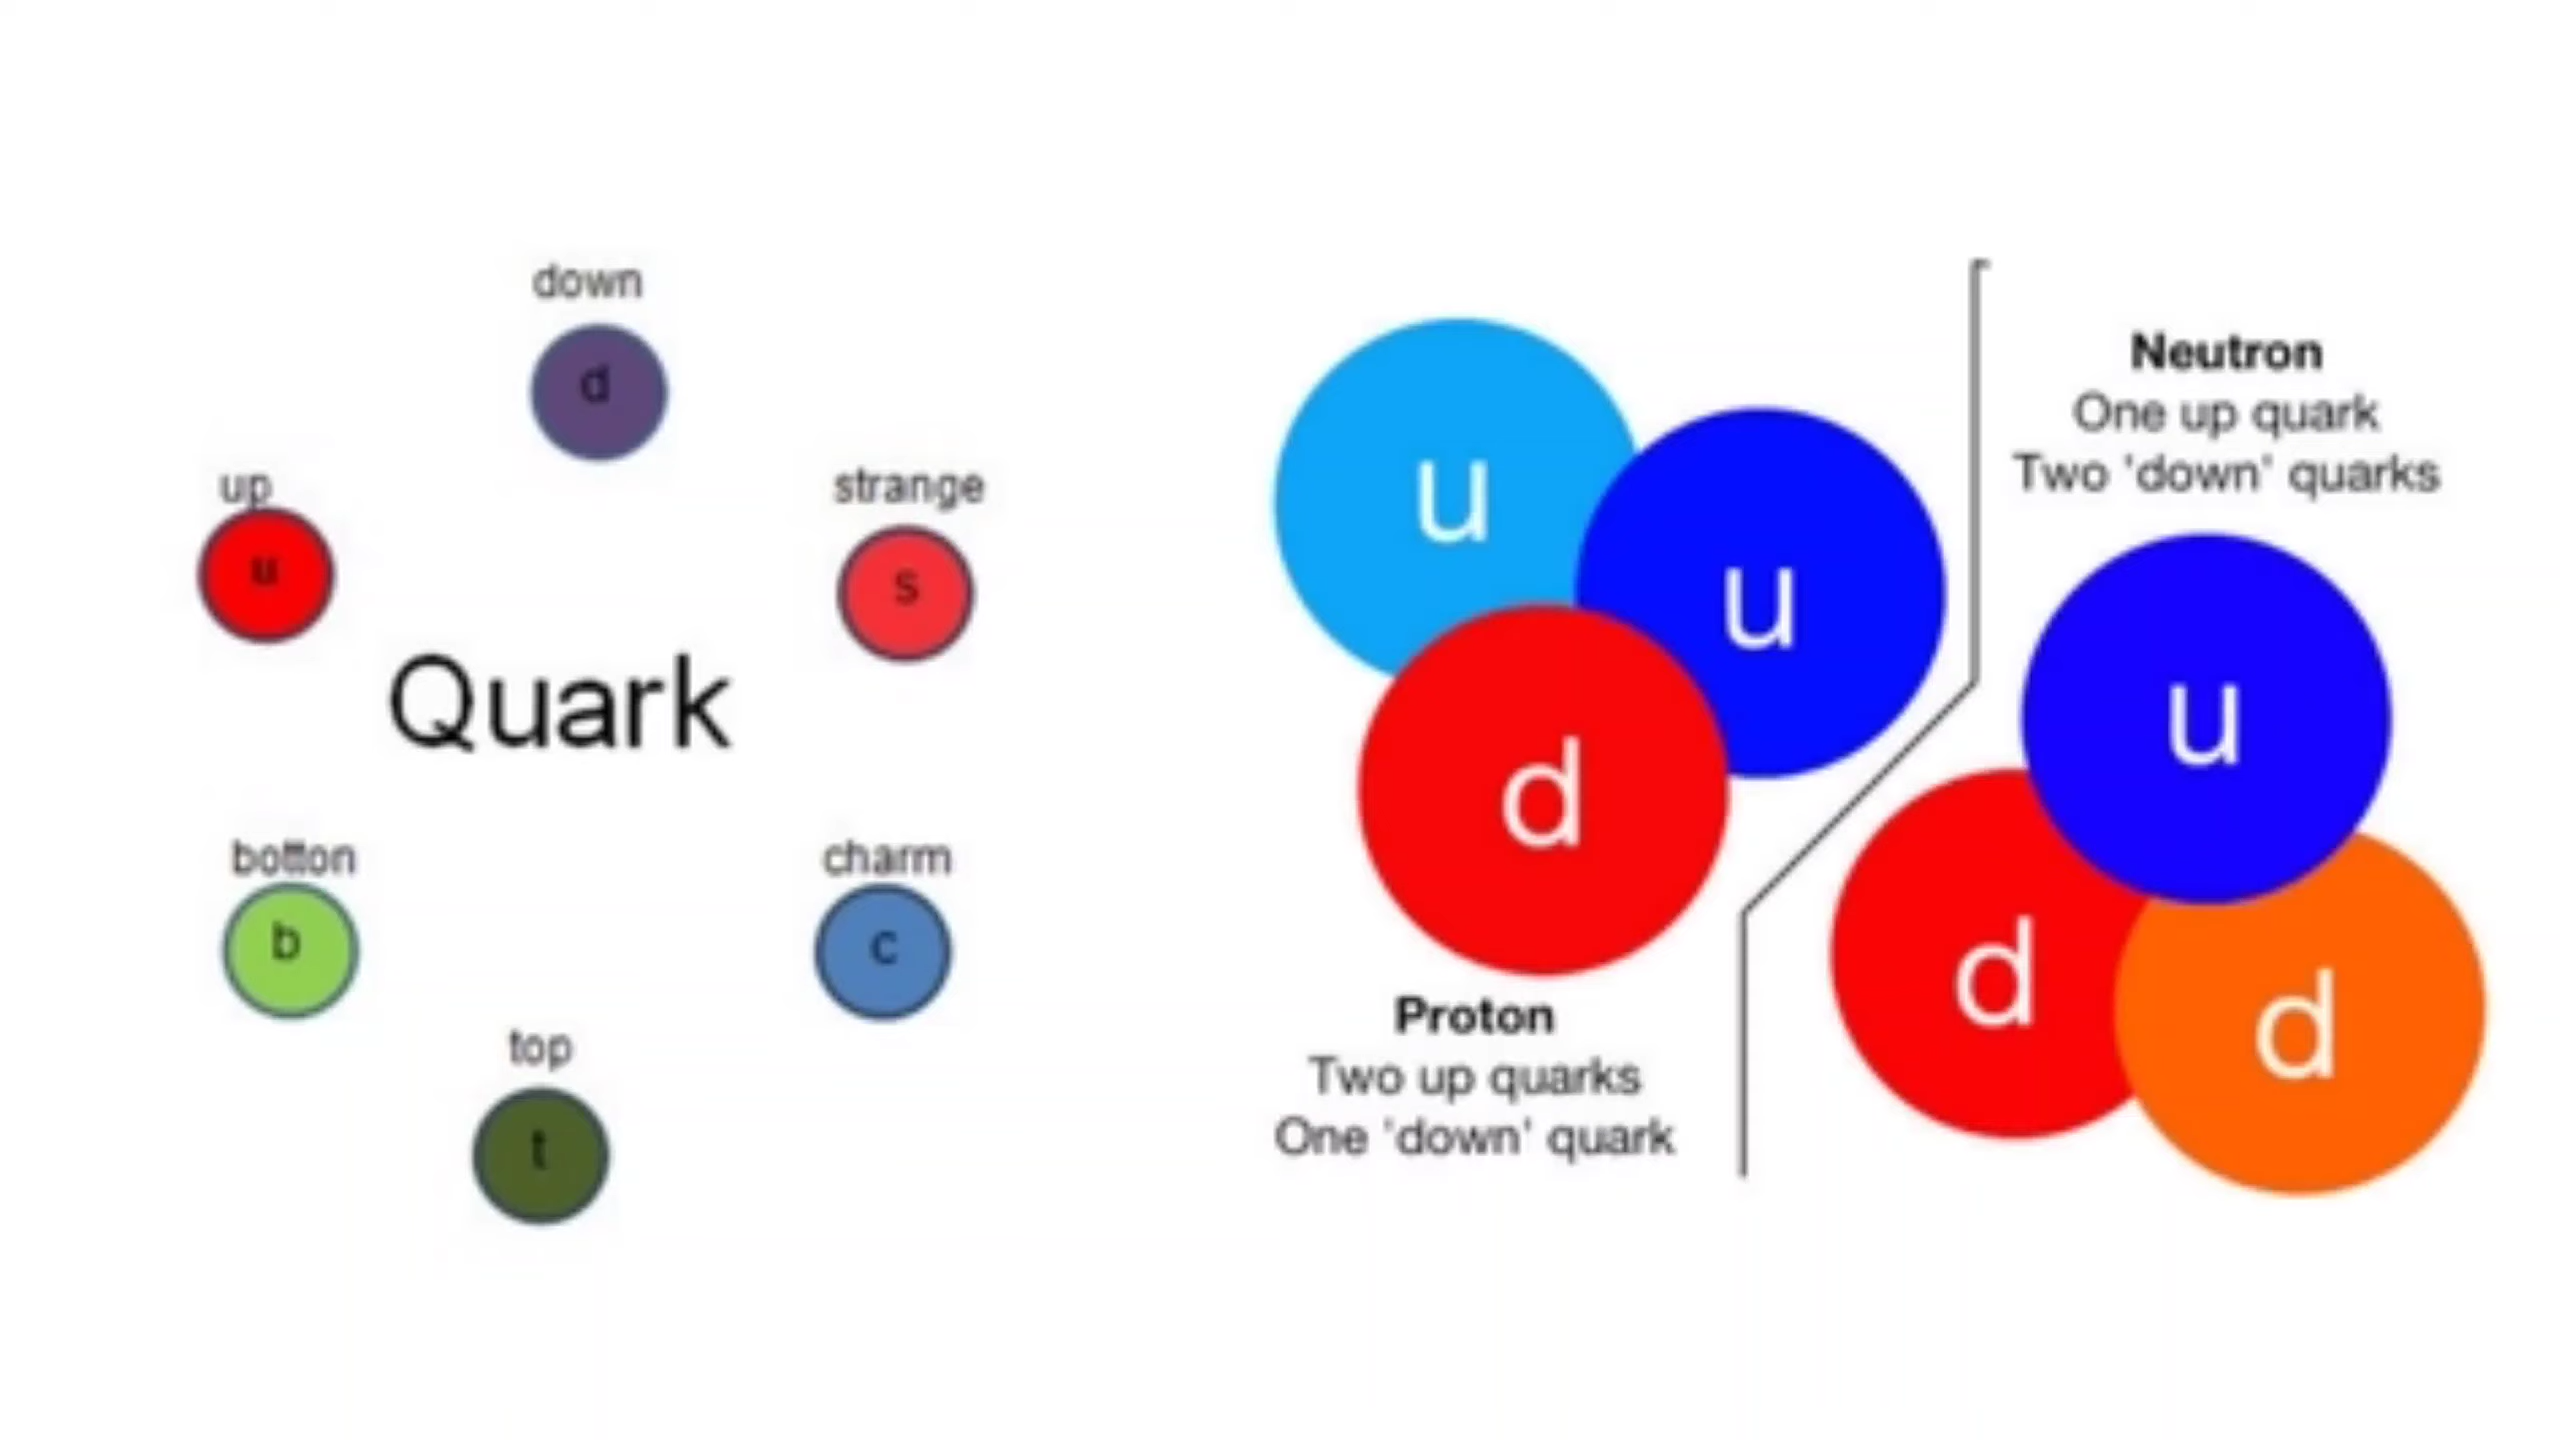 down
d
up
u
strange
s
Quark
botton
b
charm
c
top
t
u
u
d
Proton
Two up quarks
One 'down' quark
Neutron
One up quark
Two 'down' quarks
u
d
d